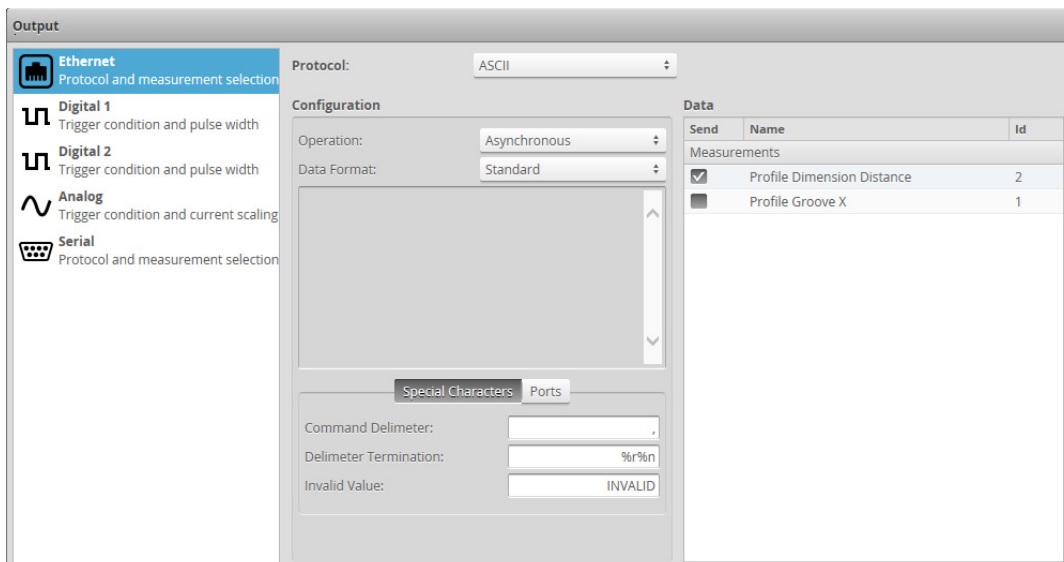 Output
Ethernet
Protocol and measurement selection
Digital 1
Trigger condition and pulse width
Digital 2
Trigger condition and pulse width
Analog
Trigger condition and current scaling
Serial
Protocol and measurement selection
Protocol: ASCII
Configuration
Operation: Asynchronous
Data Format: Standard
Special Characters Ports
Command Delimeter: ,
Delimeter Termination: %r%n
Invalid Value: INVALID
Data
Send Name Id
Measurements
Profile Dimension Distance 2
Profile Groove X 1